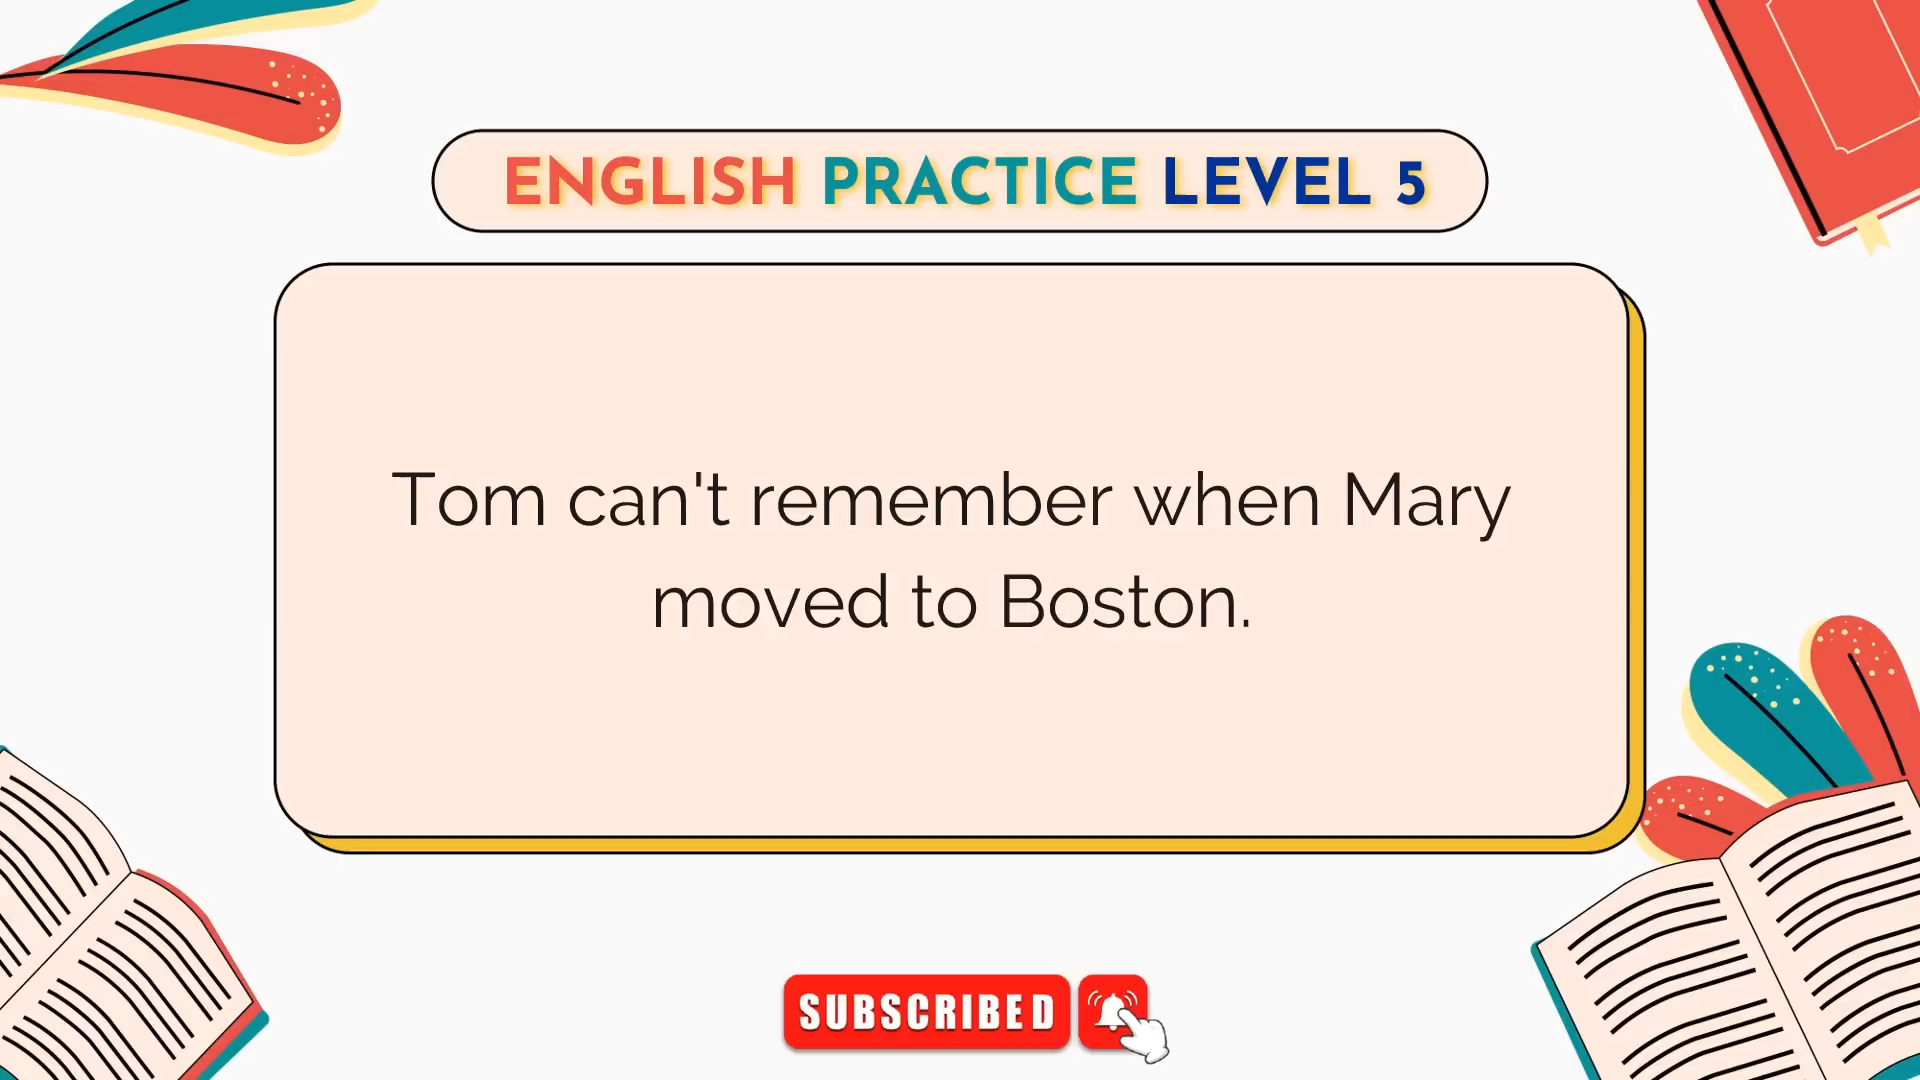 ENGLISH PRACTICE LEVEL 5
Tom can't remember when Mary
moved to Boston.
SUBSCRIBED